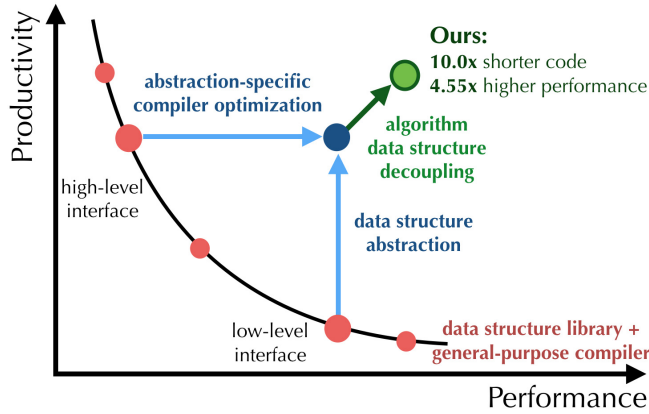 Productivity
Ours:
10.0x shorter code
4.55x higher performance
abstraction-specific
compiler optimization
algorithm
data structure
decoupling
high-level
interface
data structure
abstraction
low-level
interface
data structure library +
general-purpose compiler
Performance